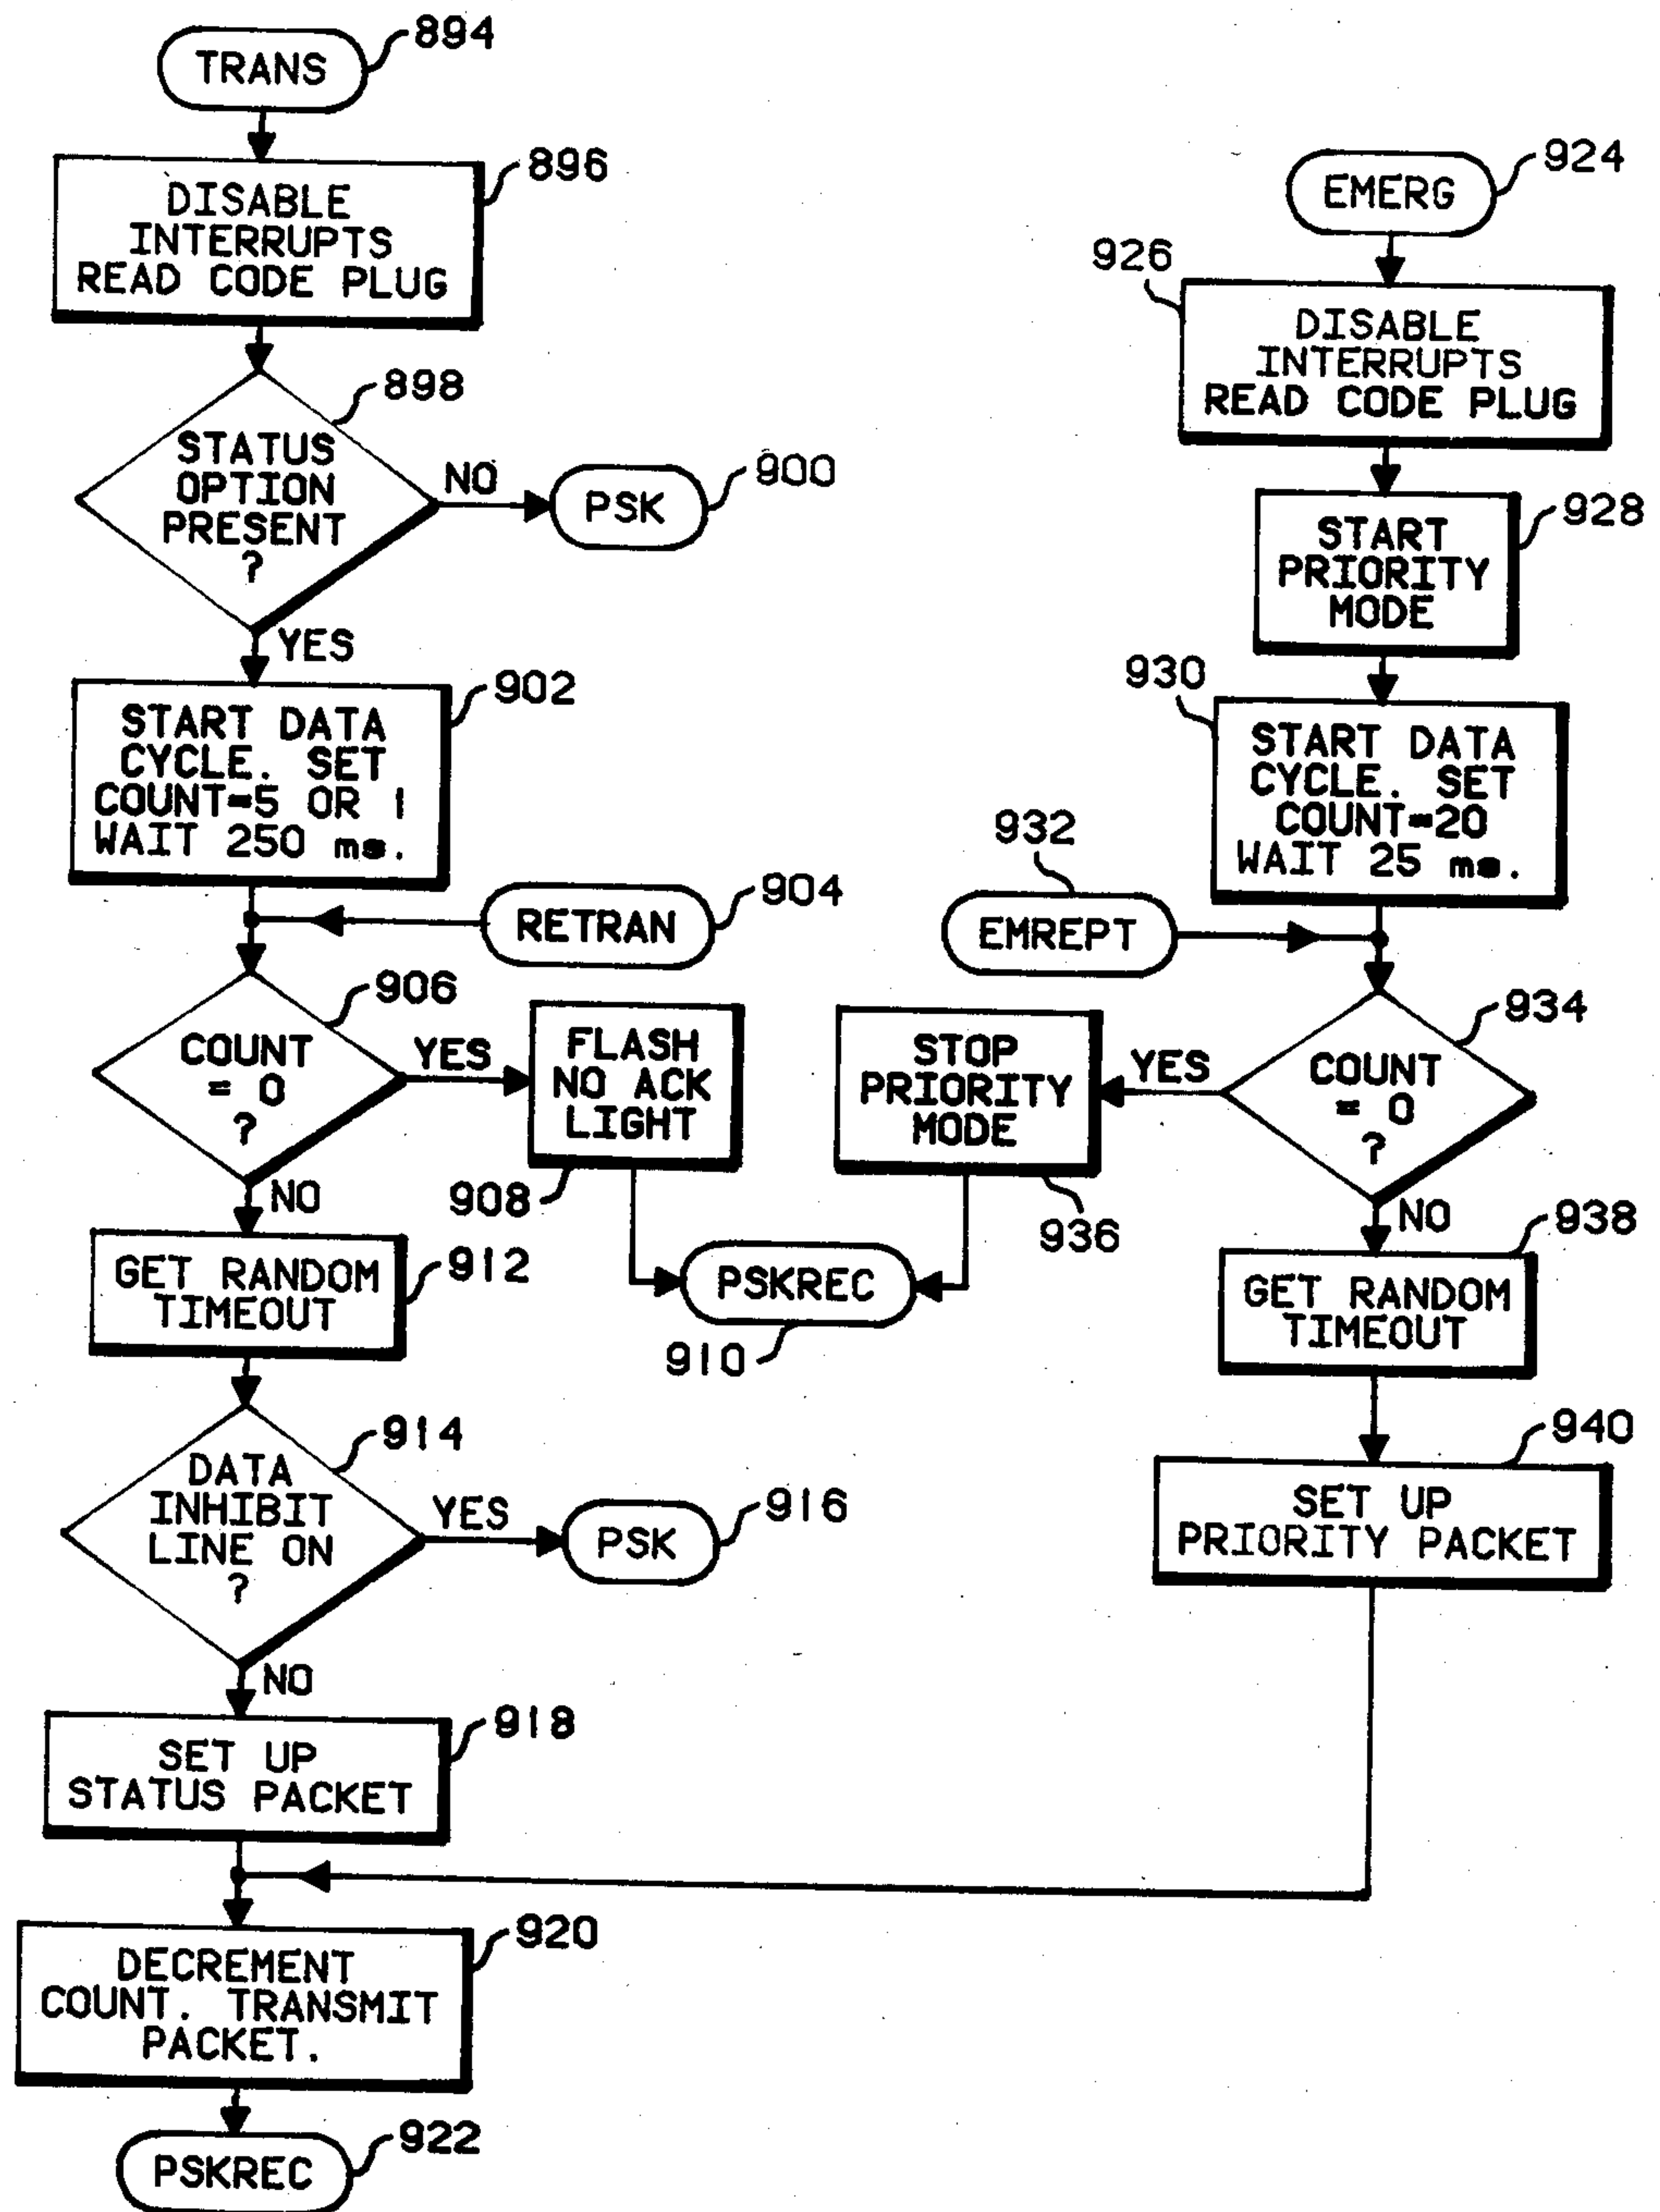 TRANS
894
DISABLE
INTERRUPTS
READ CODE PLUG
896
STATUS
OPTION
PRESENT
?
898
NO
PSK
900
YES
START DATA
CYCLE. SET
COUNT=5 OR 1
WAIT 250 ms.
902
RETRAN
904
COUNT
= 0
?
906
YES
FLASH
NO ACK
LIGHT
908
PSKREC
910
NO
GET RANDOM
TIMEOUT
912
DATA
INHIBIT
LINE ON
?
914
YES
PSK
916
NO
SET UP
STATUS PACKET
918
DECREMENT
COUNT. TRANSMIT
PACKET.
920
PSKREC
922
EMERG
924
926
DISABLE
INTERRUPTS
READ CODE PLUG
START
PRIORITY
MODE
928
930
START DATA
CYCLE. SET
COUNT=20
WAIT 25 ms.
932
EMREPT
COUNT
= 0
?
934
YES
STOP
PRIORITY
MODE
936
NO
GET RANDOM
TIMEOUT
938
SET UP
PRIORITY PACKET
940